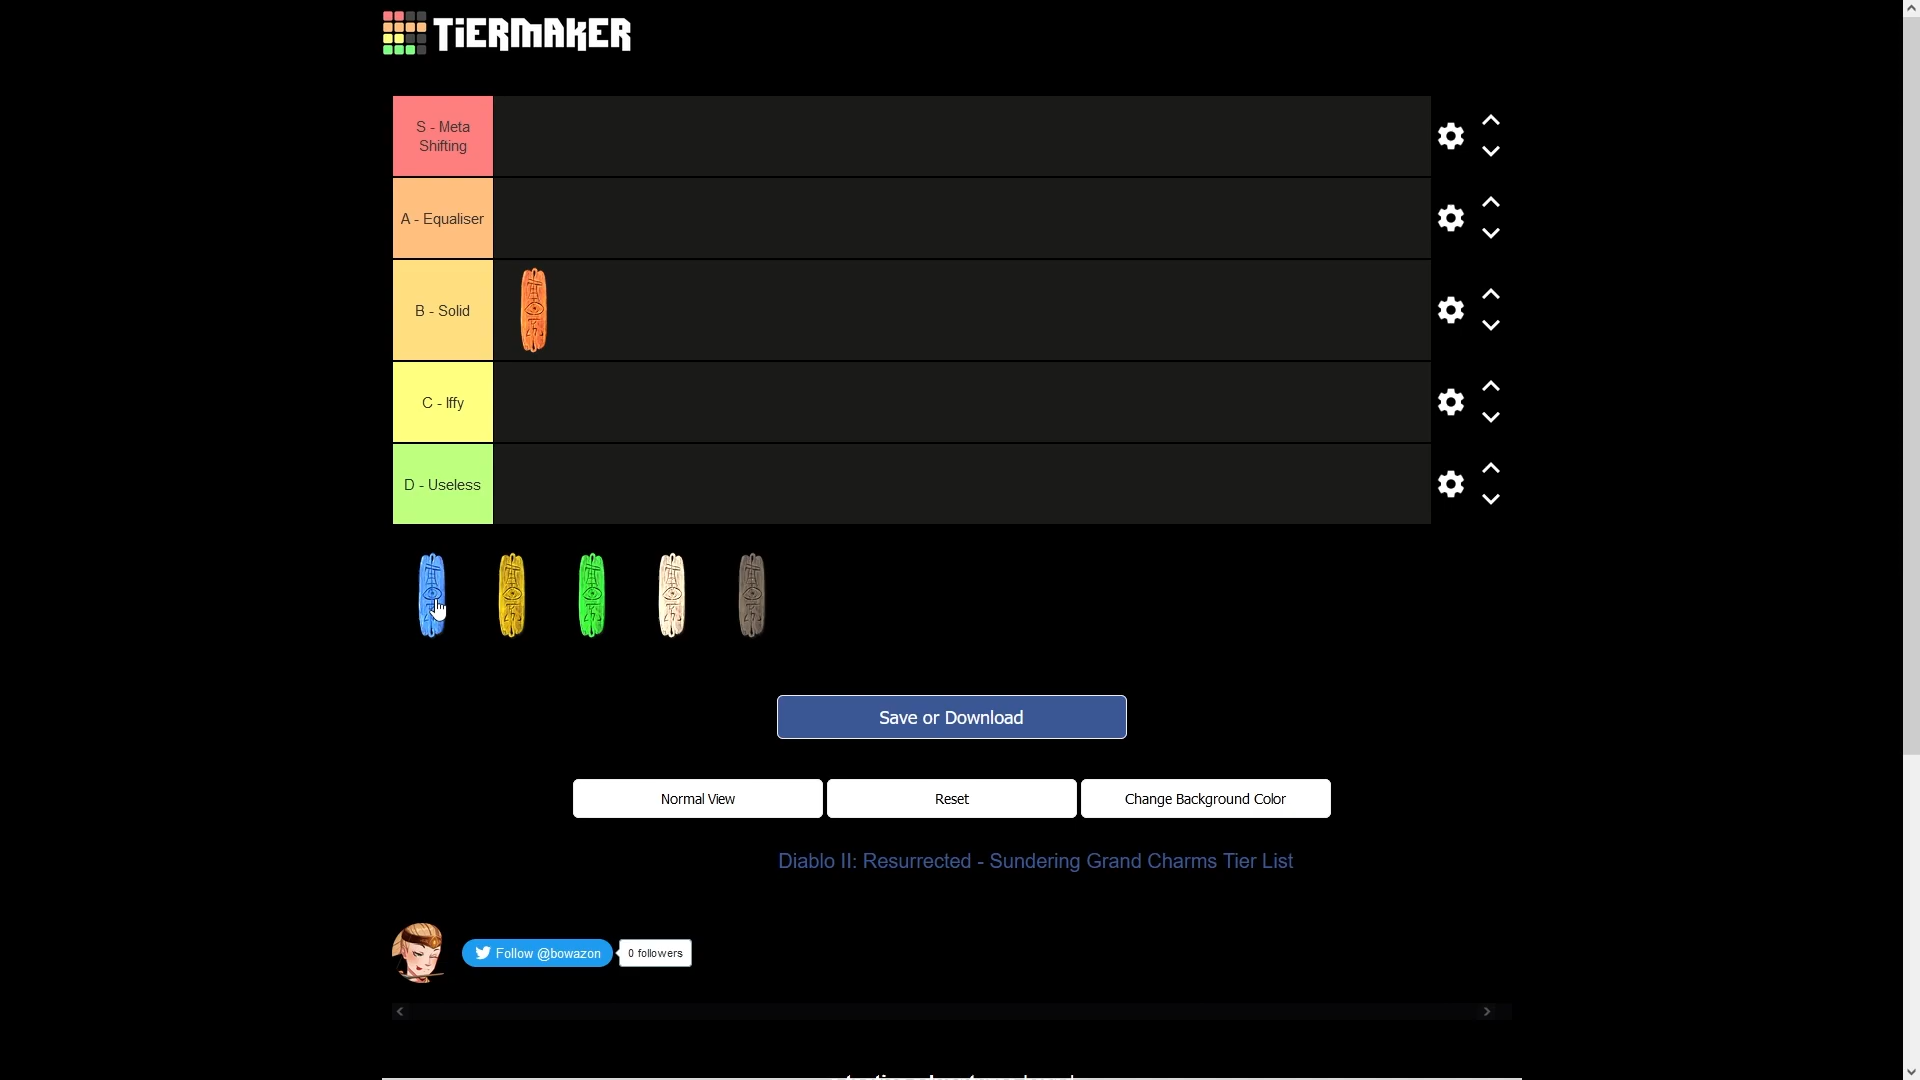 TiERMAKER
S - Meta
Shifting
A - Equaliser
B - Solid
C - Iffy
D - Useless
Save or Download
Normal View
Reset
Change Background Color
Diablo II: Resurrected - Sundering Grand Charms Tier List
Follow @bowazon
0 followers